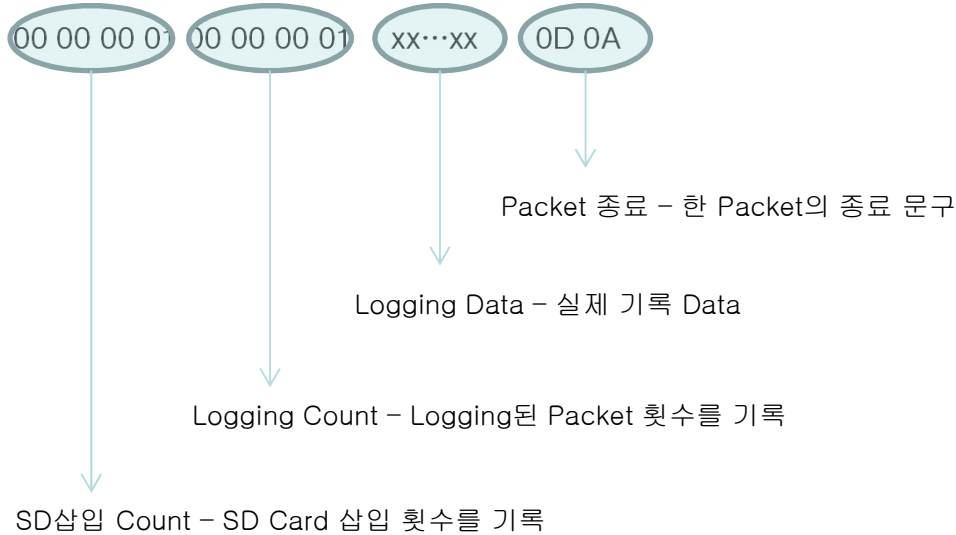 00 00 00 01 00 00 00 01 xx…xx 0D 0A
Packet 종료 – 한 Packet의 종료 문구
Logging Data – 실제 기록 Data
Logging Count – Logging된 Packet 횟수를 기록
SD삽입 Count – SD Card 삽입 횟수를 기록